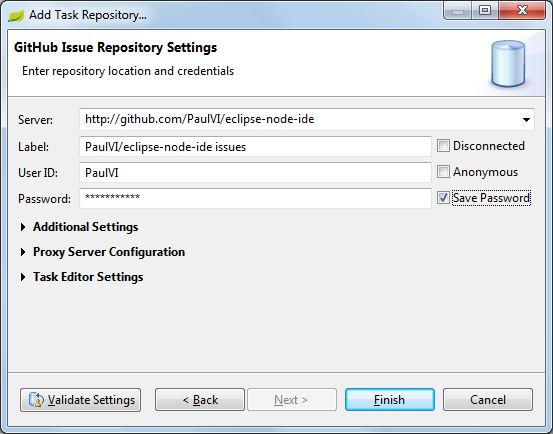 Add Task Repository...
GitHub Issue Repository Settings
Enter repository location and credentials
Server: http://github.com/PaulVI/eclipse-node-ide
Label: PaulVI/eclipse-node-ide issues Disconnected
User ID: PaulVI Anonymous
Password: *********** Save Password
Additional Settings
Proxy Server Configuration
Task Editor Settings
Validate Settings < Back Next > Finish Cancel